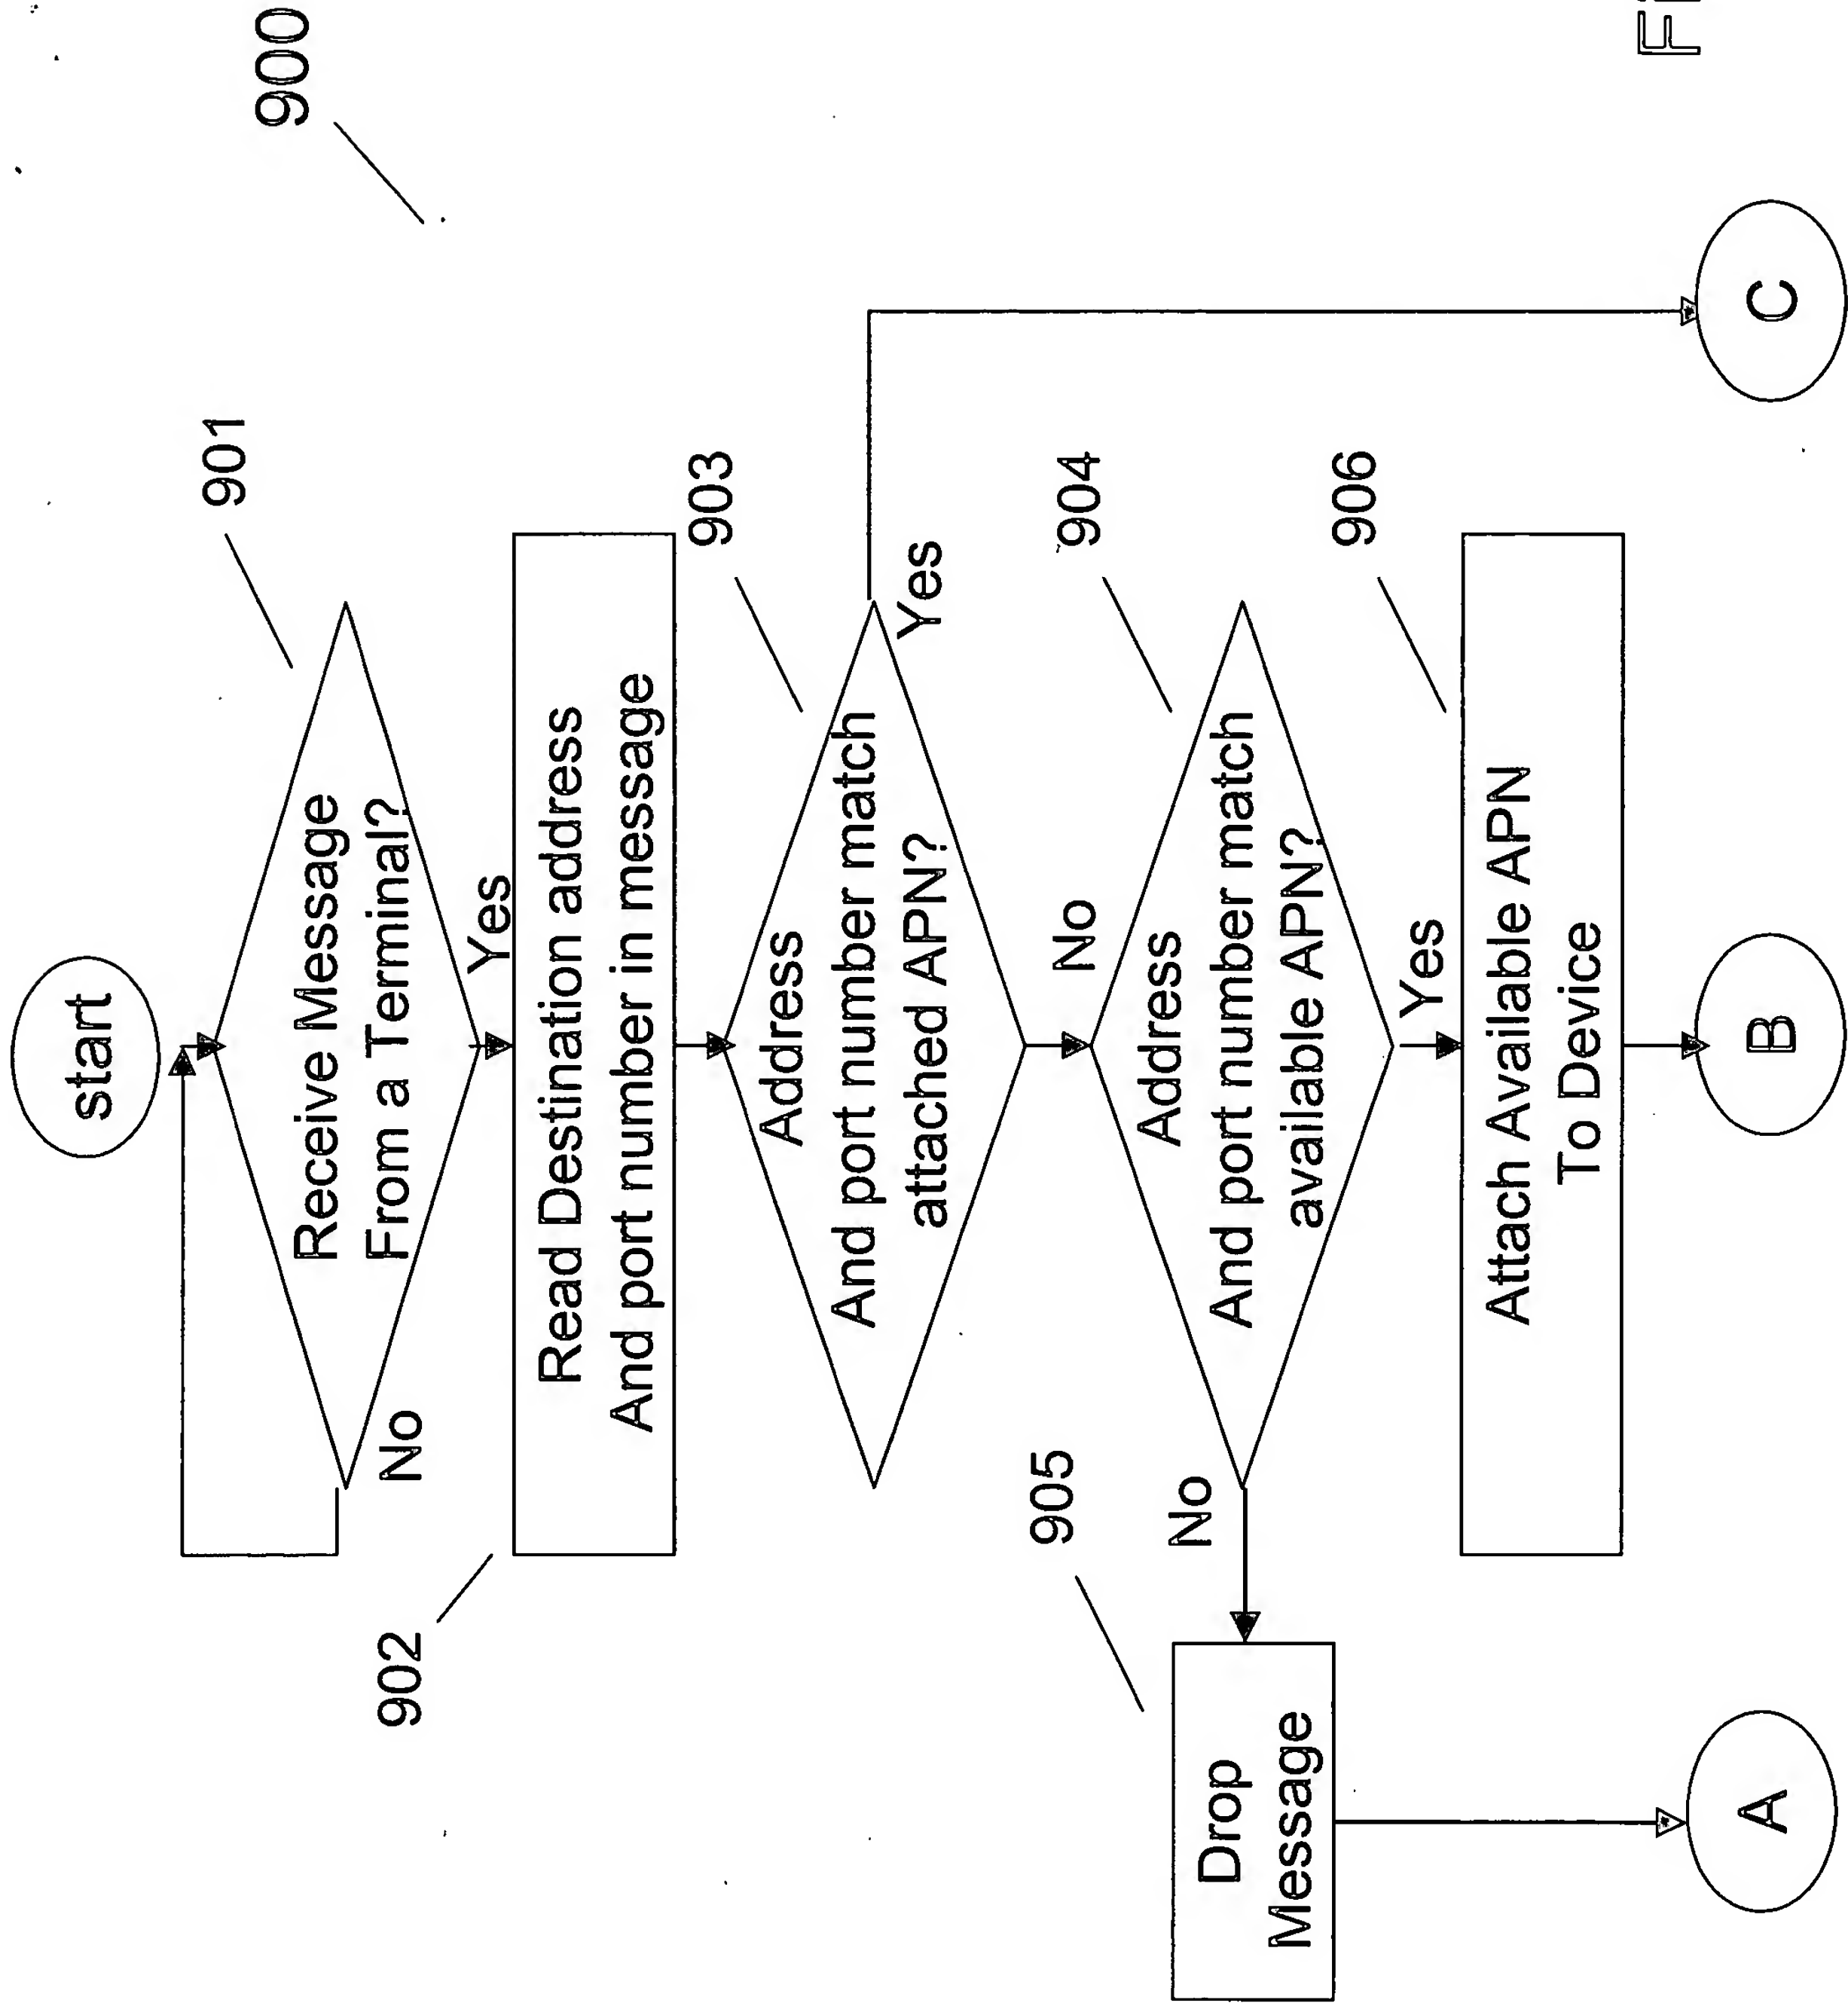 900
start
901
Receive Message
From a Terminal?
No
Yes
902
Read Destination address
And port number in message
903
Address
And port number match
attached APN?
Yes
No
904
Address
And port number match
available APN?
905
No
Yes
Drop
Message
906
Attach Available APN
To Device
A
B
C